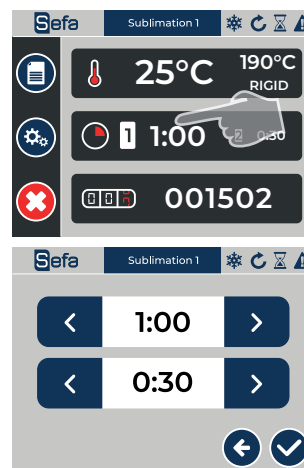 Sefa Sublimation 1
25°C 190°C
RIGID
1 1:00 2 0:30
001502
Sefa Sublimation 1
1:00
0:30